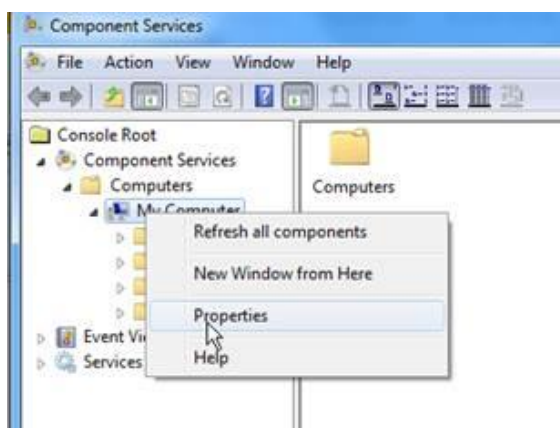 Component Services
File Action View Window Help
Console Root
Component Services
Computers
My Computer
Computers
Refresh all components
New Window from Here
Properties
Help
Event Vi
Services